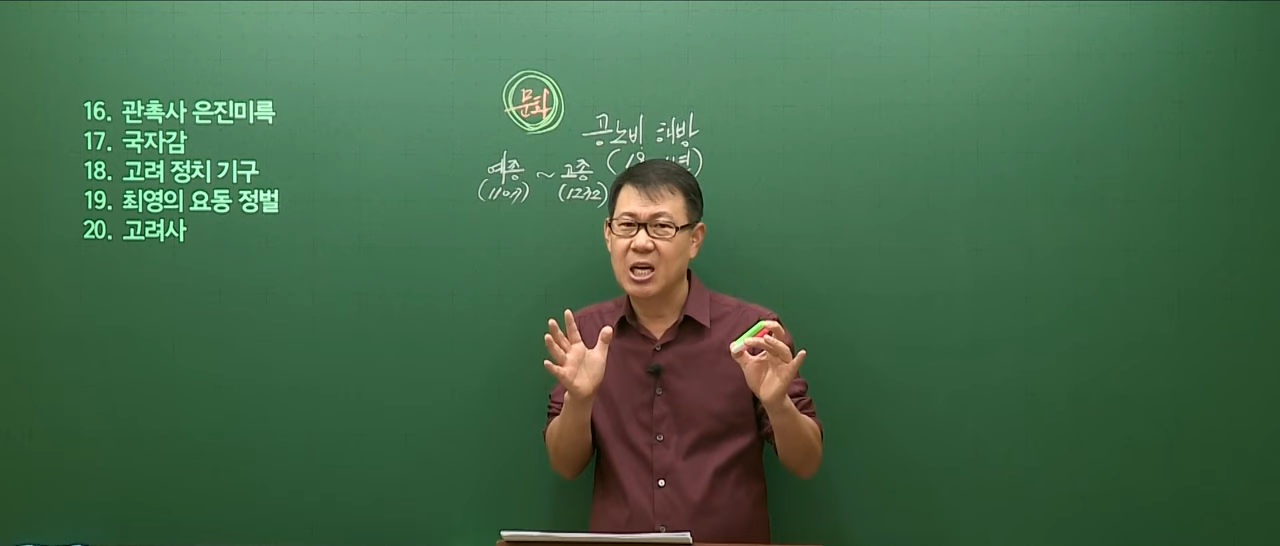 16. 관촉사 은진미륵
17. 국자감
18. 고려 정치 기구
19. 최영의 요동 정벌
20. 고려사
문화
공노비 해방
예종 ~ 고종
(1232)